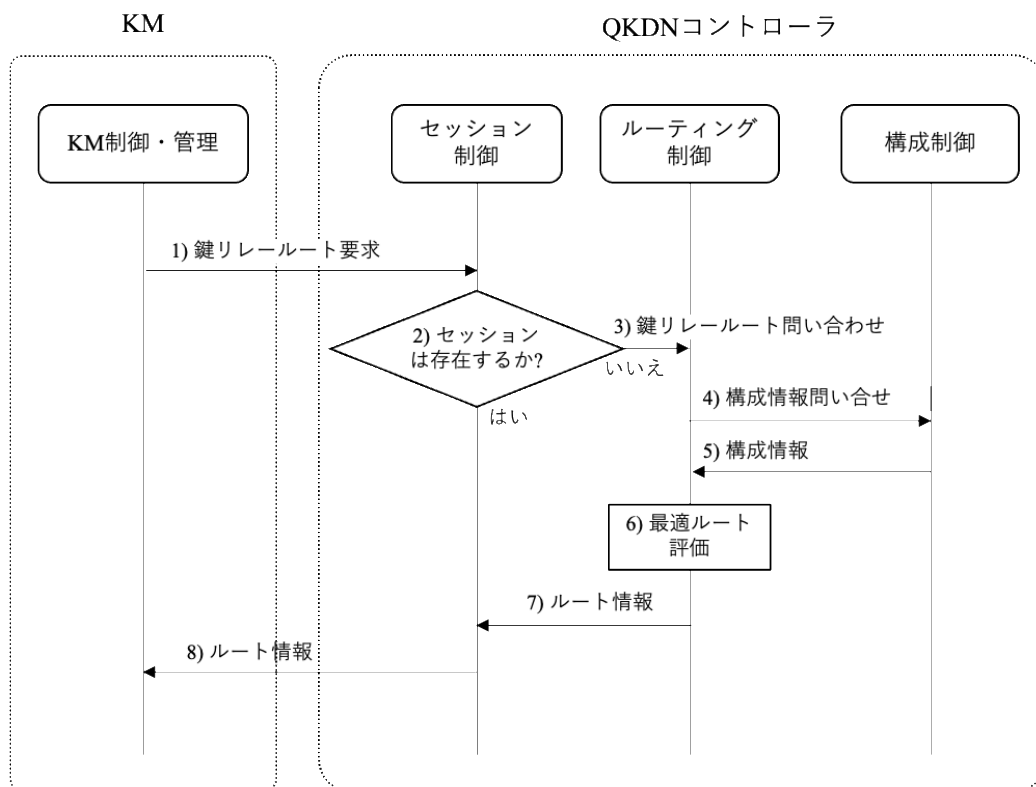 KM
QKDNコントローラ
KM制御・管理
セッション
制御
ルーティング
制御
構成制御
1) 鍵リレールート要求
2) セッション
は存在するか?
3) 鍵リレールート問い合わせ
いいえ
はい
4) 構成情報問い合せ
5) 構成情報
6) 最適ルート
評価
7) ルート情報
8) ルート情報